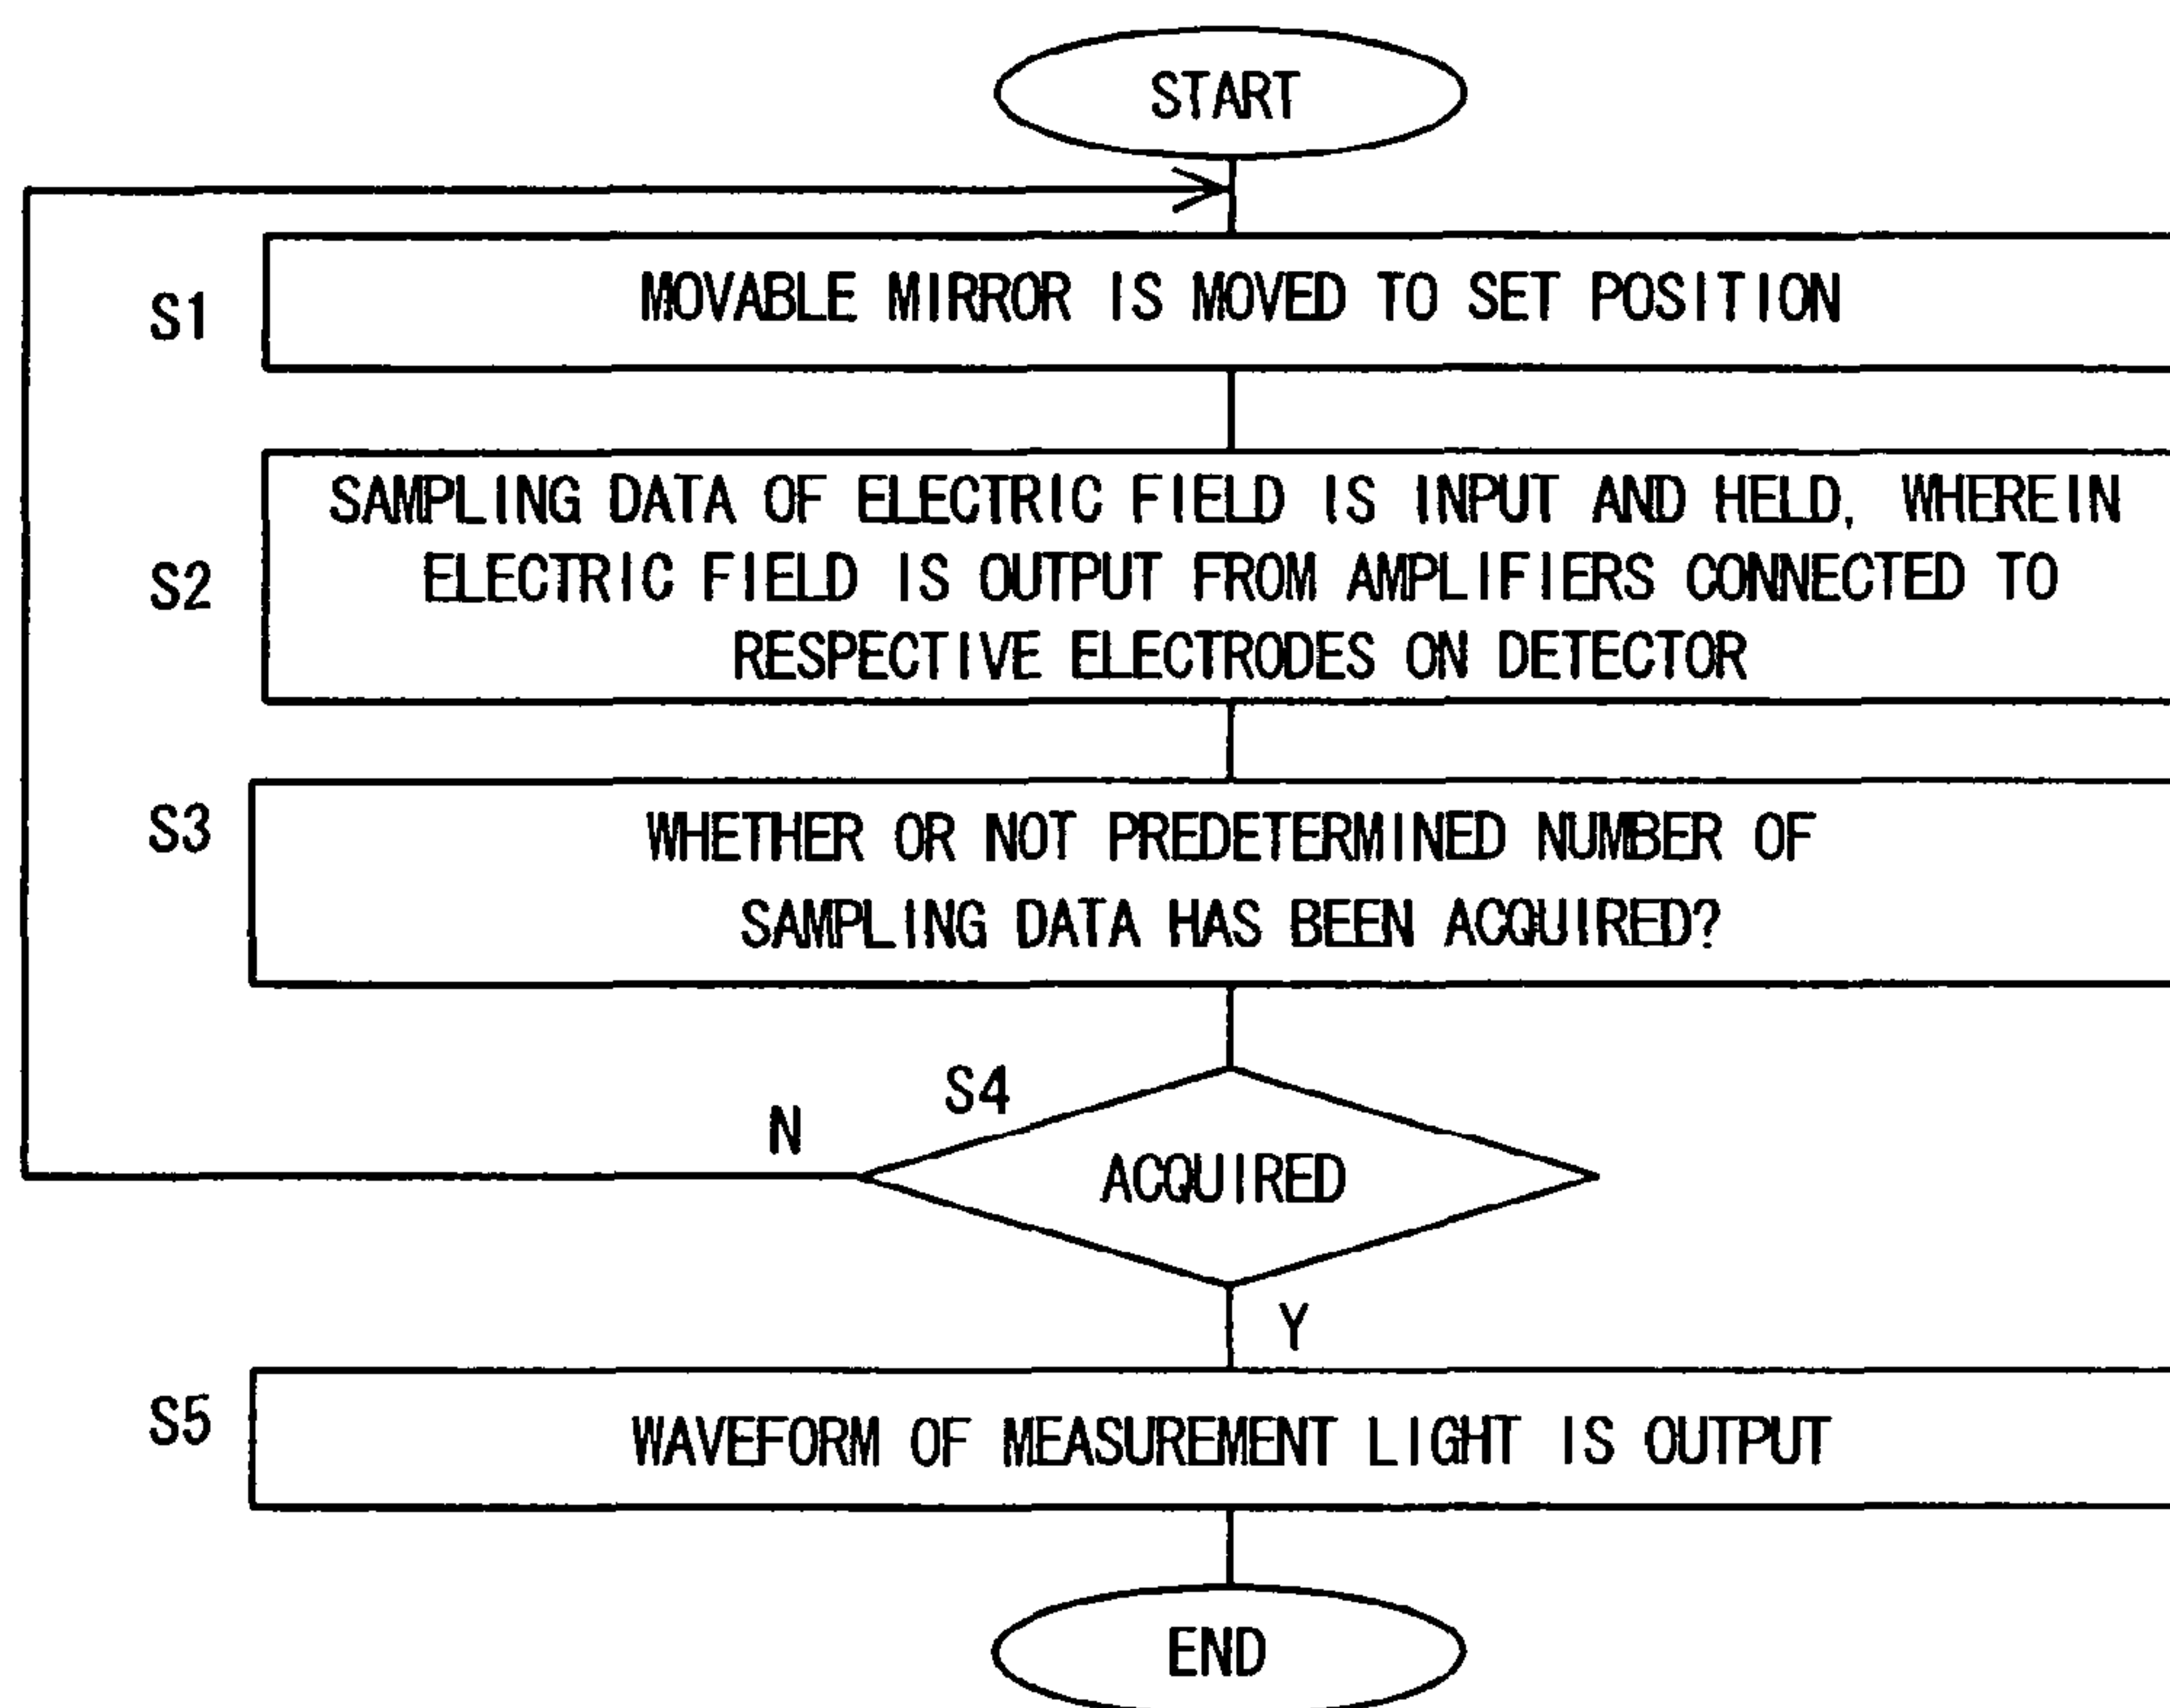 START
S1
MOVABLE MIRROR IS MOVED TO SET POSITION
S2
SAMPLING DATA OF ELECTRIC FIELD IS INPUT AND HELD, WHEREIN
ELECTRIC FIELD IS OUTPUT FROM AMPLIFIERS CONNECTED TO
RESPECTIVE ELECTRODES ON DETECTOR
S3
WHETHER OR NOT PREDETERMINED NUMBER OF
SAMPLING DATA HAS BEEN ACQUIRED?
S4
N
ACQUIRED
Y
S5
WAVEFORM OF MEASUREMENT LIGHT IS OUTPUT
END